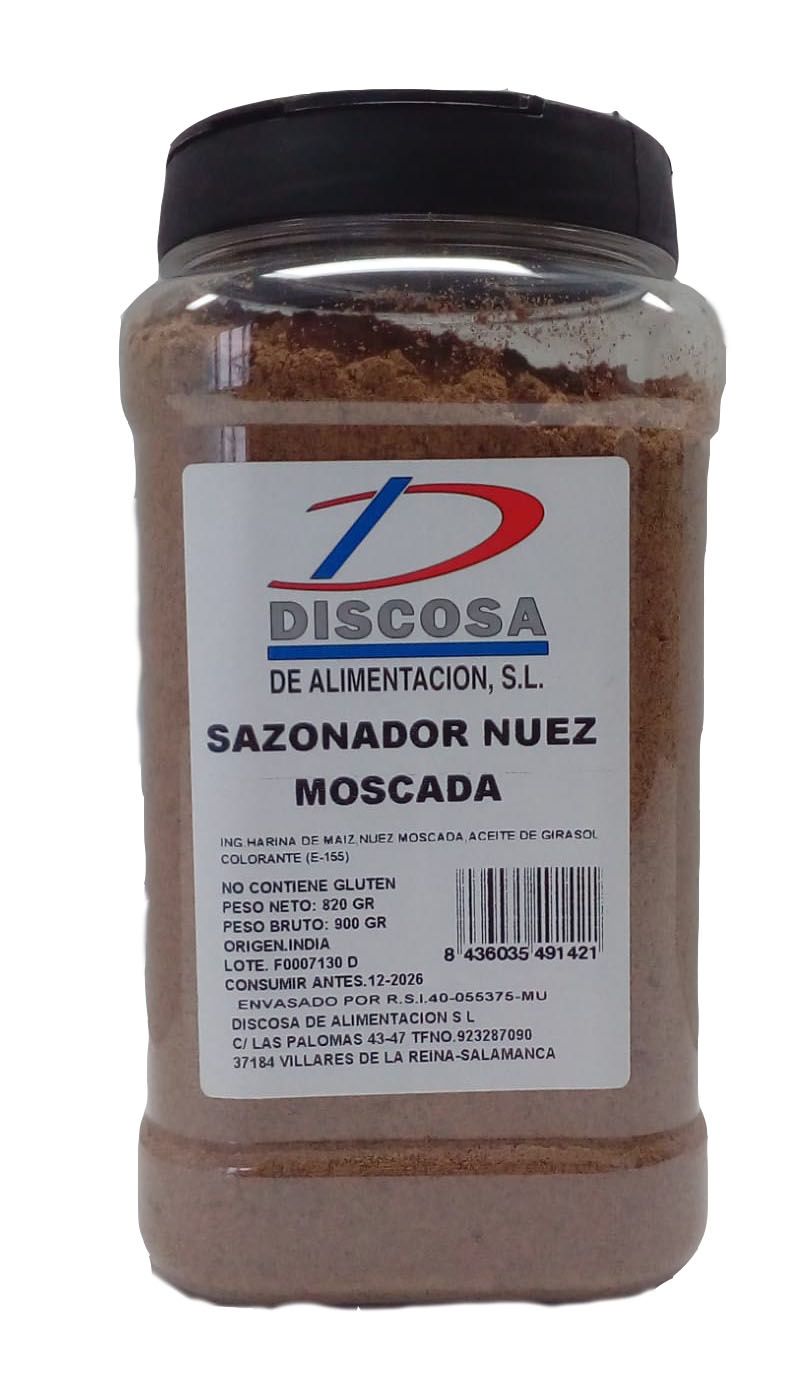 DISCOSA
DE ALIMENTACION, S.L.
SAZONADOR NUEZ
MOSCADA
ING.HARINA DE MAIZ,NUEZ MOSCADA,ACEITE DE GIRASOL
COLORANTE (E-155)
NO CONTIENE GLUTEN
PESO NETO: 820 GR
PESO BRUTO: 900 GR
ORIGEN.INDIA
LOTE. F0007130 D
CONSUMIR ANTES.12-2026
8 436035 491421
ENVASADO POR R.S.I.40-055375-MU
DISCOSA DE ALIMENTACION S L
C/ LAS PALOMAS 43-47 TFNO.923287090
37184 VILLARES DE LA REINA-SALAMANCA